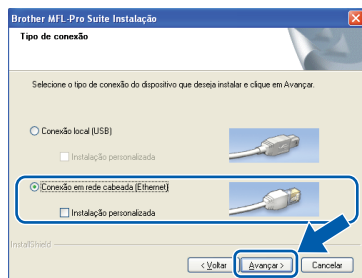 Brother MFL-Pro Suite Instalação
Tipo de conexão
Selecione o tipo de conexão do dispositivo que deseja instalar e clique em Avançar.
Conexão local (USB)
Instalação personalizada
Conexão em rede cabeada (Ethernet)
Instalação personalizada
InstallShield
< Voltar
Avançar >
Cancelar